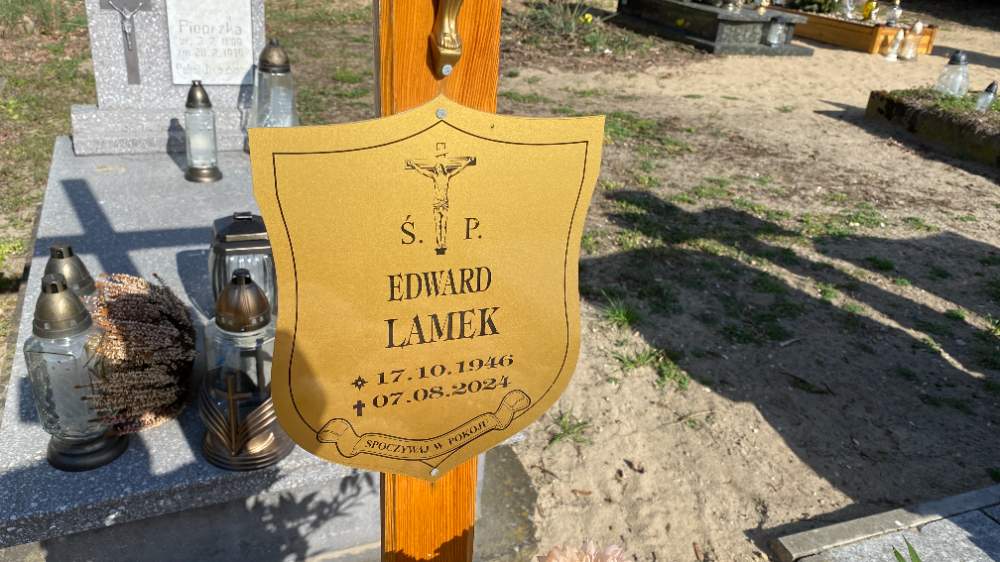 Ś. P.
EDWARD
LAMEK
17.10.1946
07.08.2024
SPOCZYWAJ W POKOJU